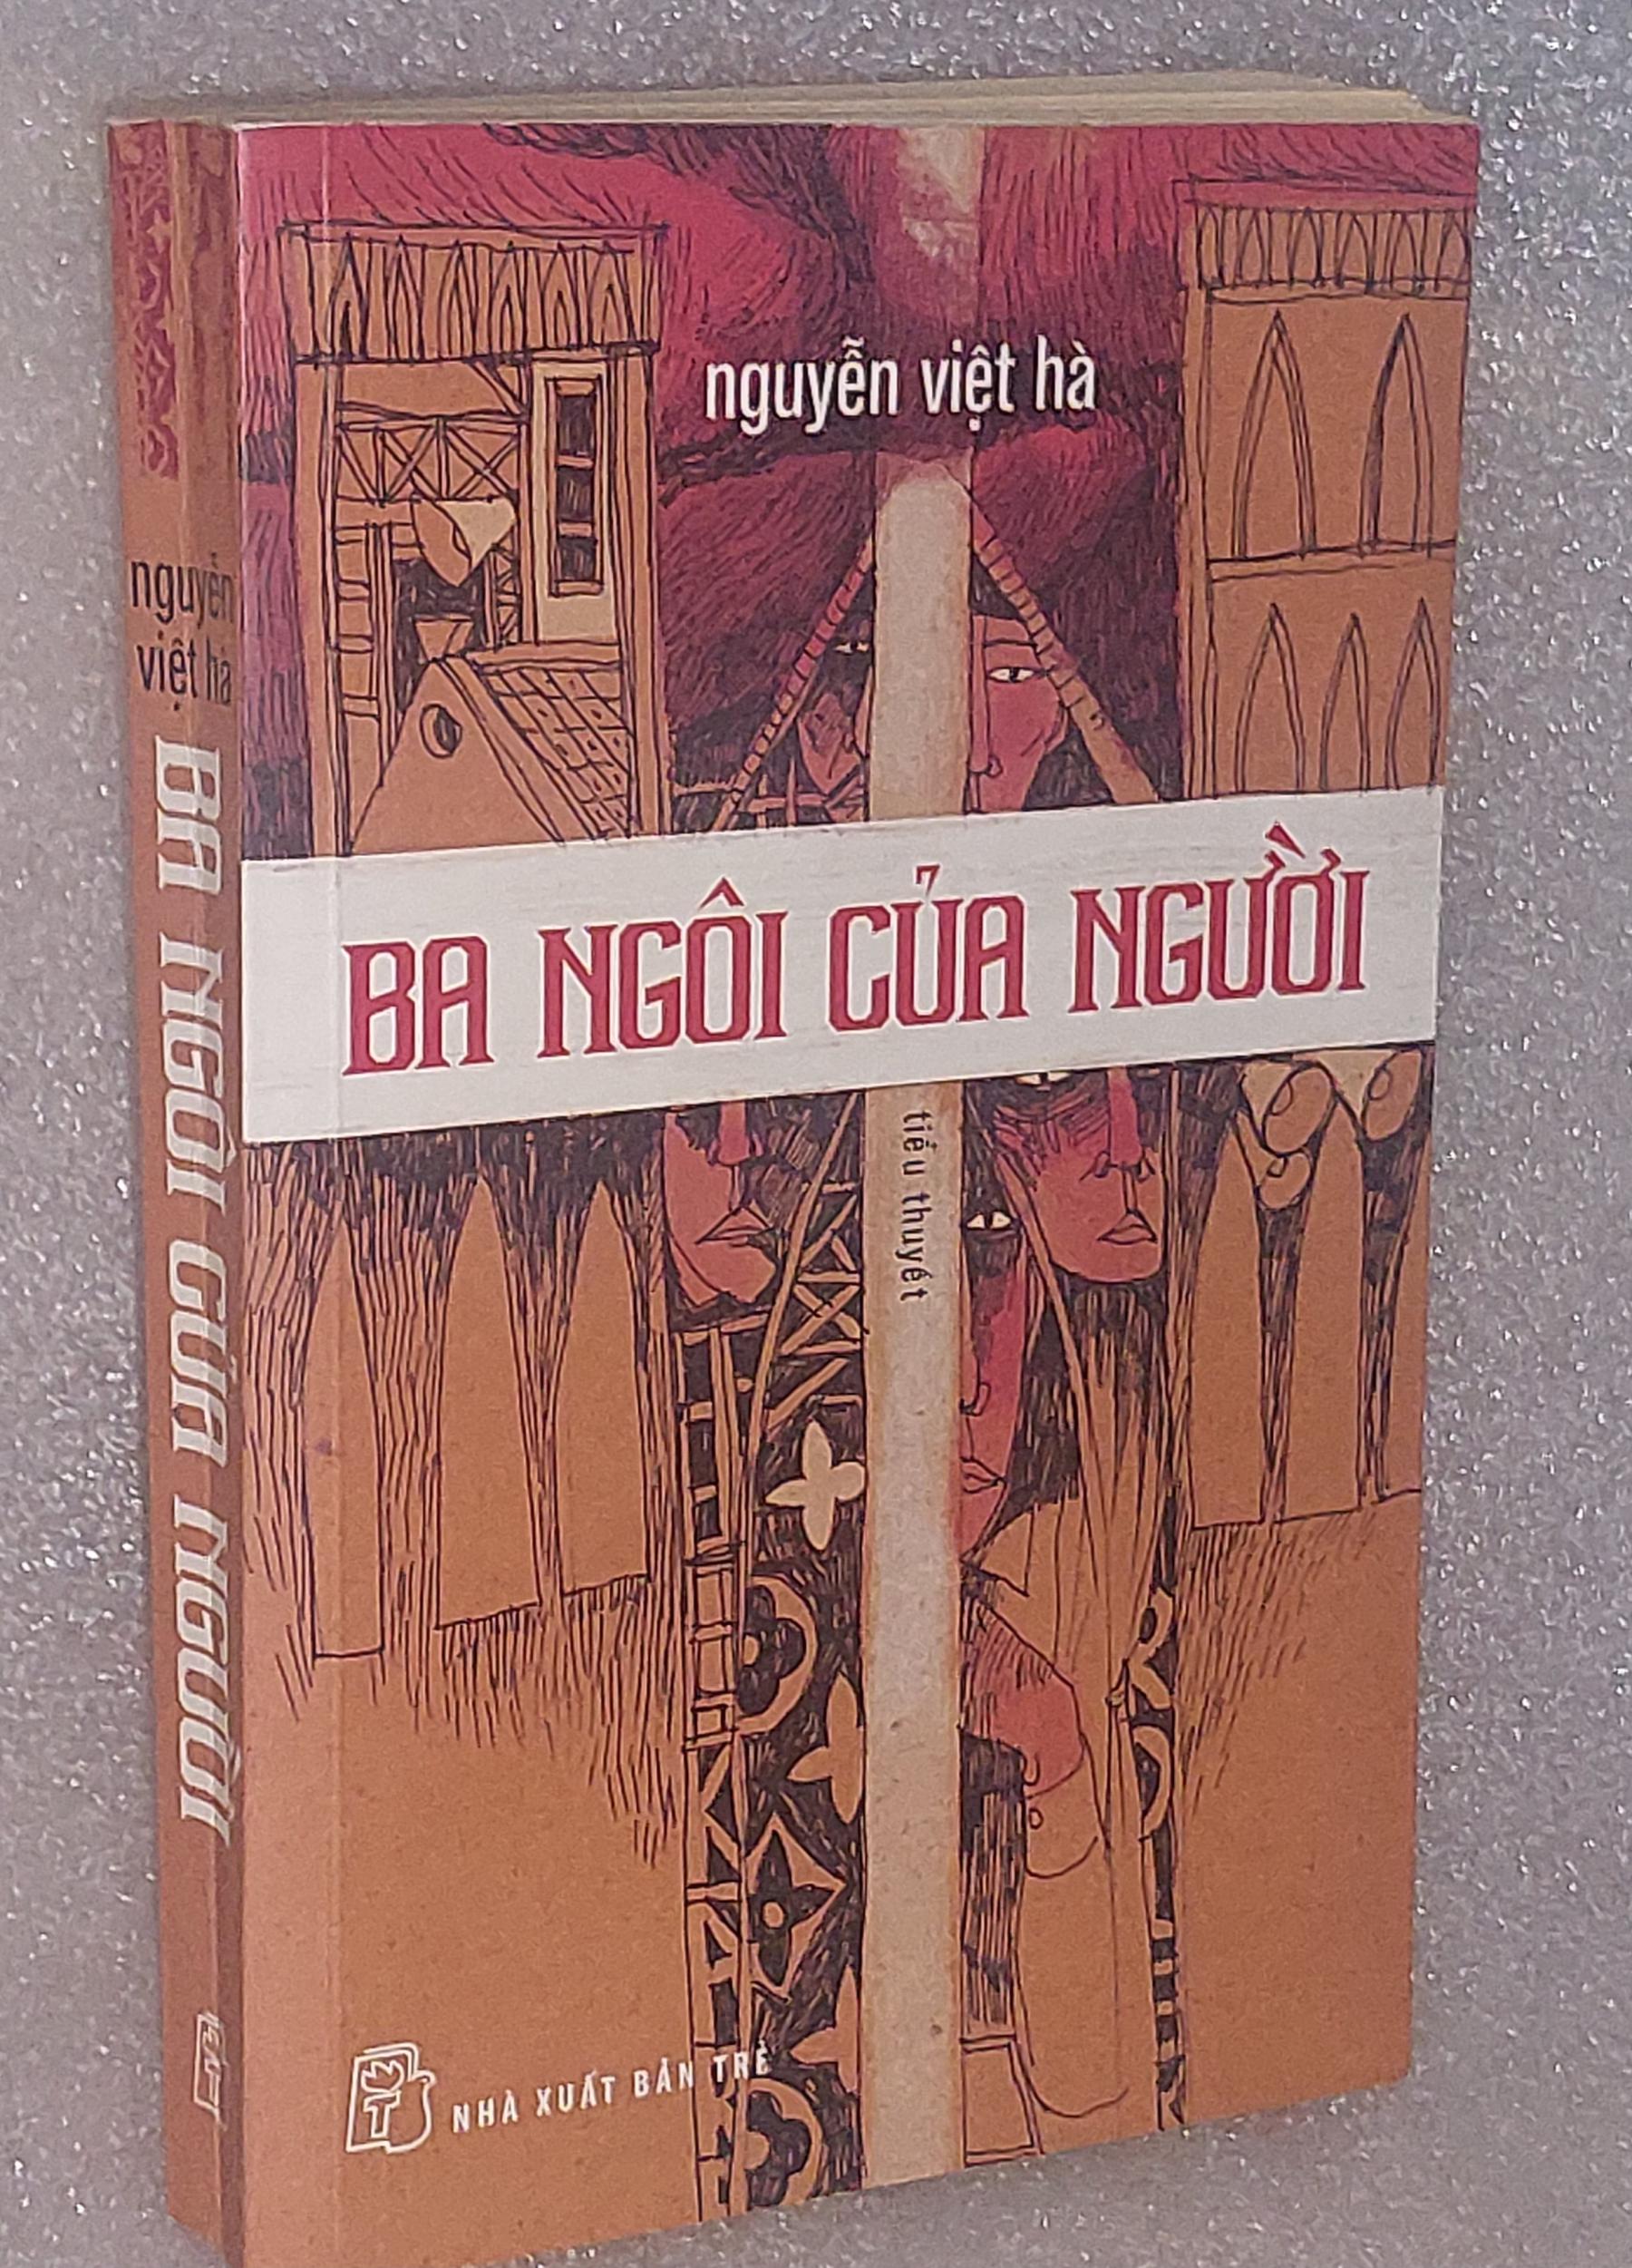 nguyễn việt hà
BA NGÔI CỦA NGƯỜI
tiểu thuyết
NHÀ XUẤT BẢN TRẺ
nguyễn
việt hà
BA NGÔI CỦA NGƯỜI